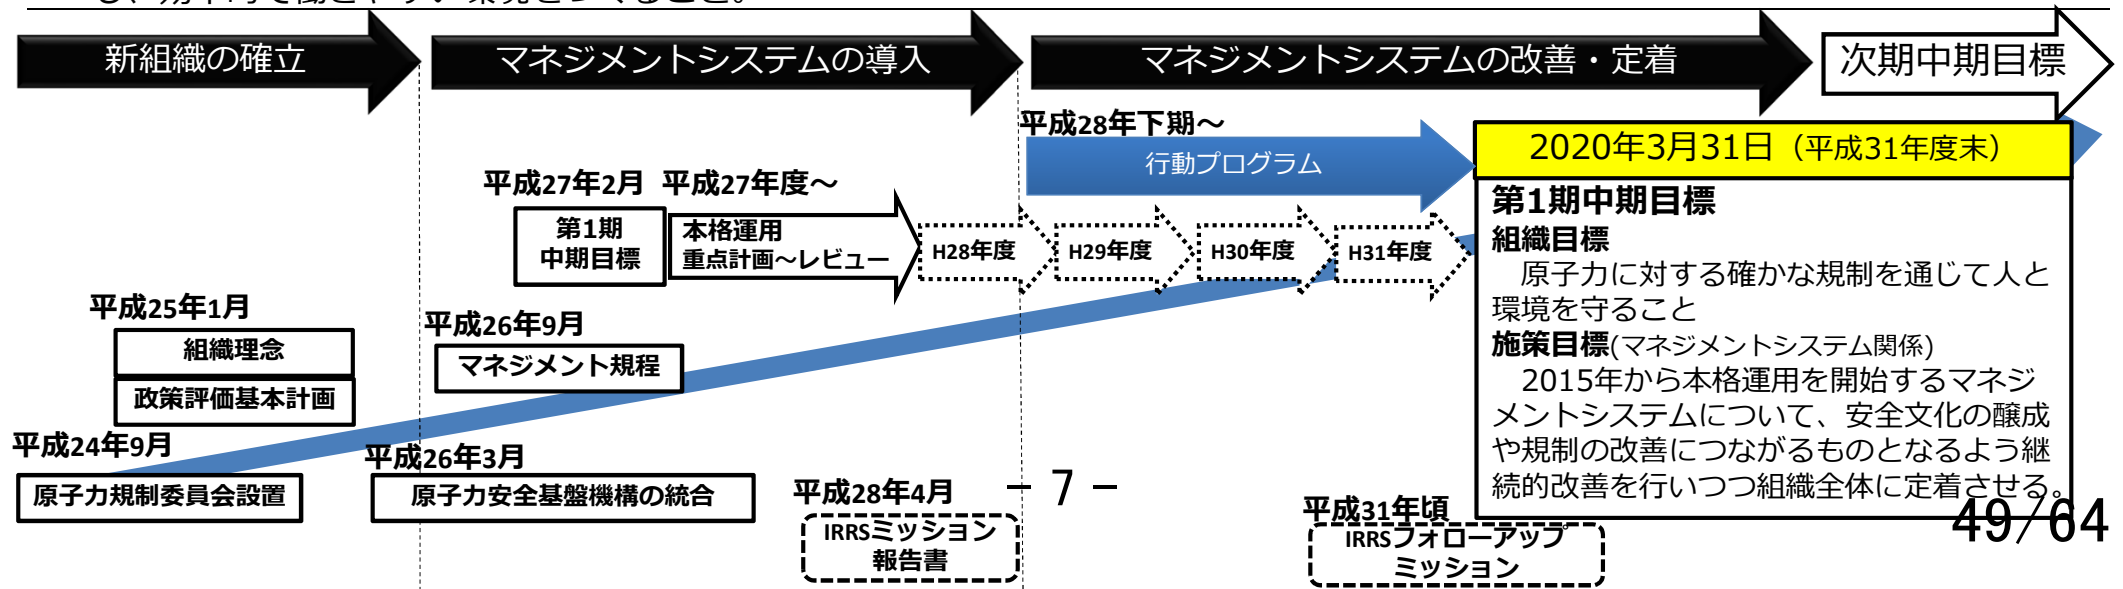 新組織の確立
マネジメントシステムの導入
マネジメントシステムの改善・定着
次期中期目標
平成28年下期～
行動プログラム
2020年3月31日（平成31年度末）
平成27年2月
平成27年度～
第1期
中期目標
本格運用
重点計画～レビュー
H28年度
H29年度
H30年度
H31年度
第1期中期目標
組織目標
原子力に対する確かな規制を通じて人と
環境を守ること
施策目標(マネジメントシステム関係)
2015年から本格運用を開始するマネジ
メントシステムについて、安全文化の醸成
や規制の改善につながるものとなるよう継
続的改善を行いつつ組織全体に定着させる。
平成25年1月
組織理念
政策評価基本計画
平成26年9月
マネジメント規程
平成24年9月
原子力規制委員会設置
平成26年3月
原子力安全基盤機構の統合
平成28年4月
IRRSミッション
報告書
－7－
平成31年頃
IRRSフォローアップ
ミッション
49/64